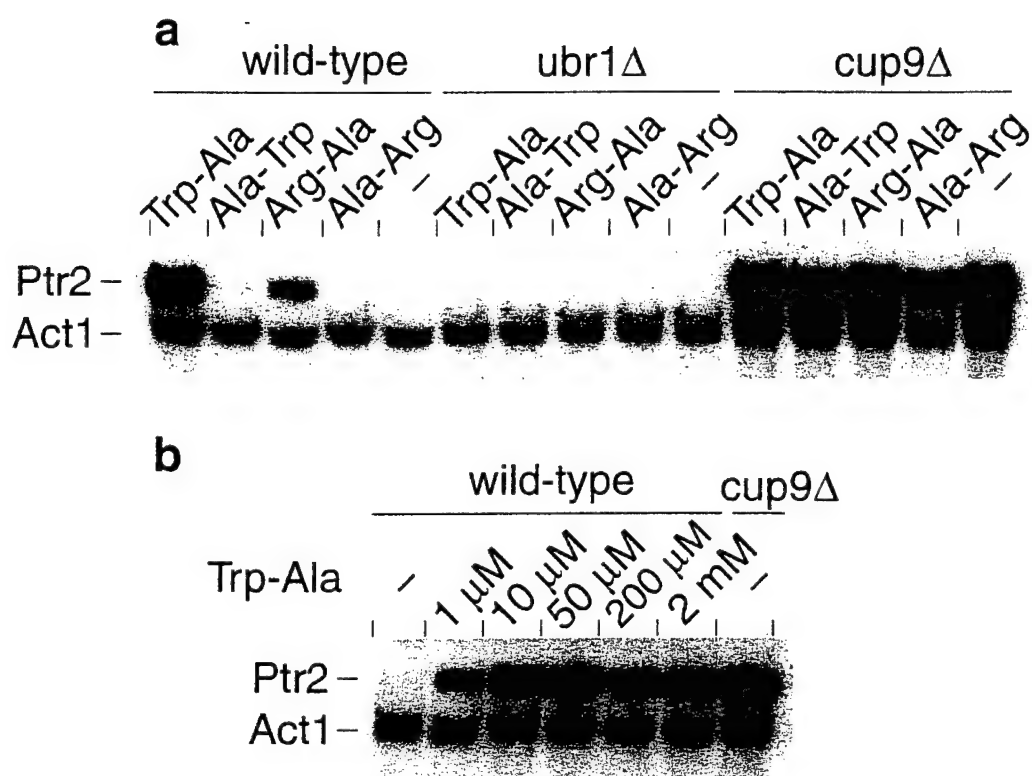 a
wild-type ubr1Δ cup9Δ
Trp-Ala Ala-Trp Arg-Ala Ala-Arg – Trp-Ala Ala-Trp Arg-Ala Ala-Arg – Trp-Ala Ala-Trp Arg-Ala Ala-Arg –
Ptr2 –
Act1 –
b
wild-type cup9Δ
Trp-Ala – 1 μM 10 μM 50 μM 200 μM 2 mM –
Ptr2 –
Act1 –